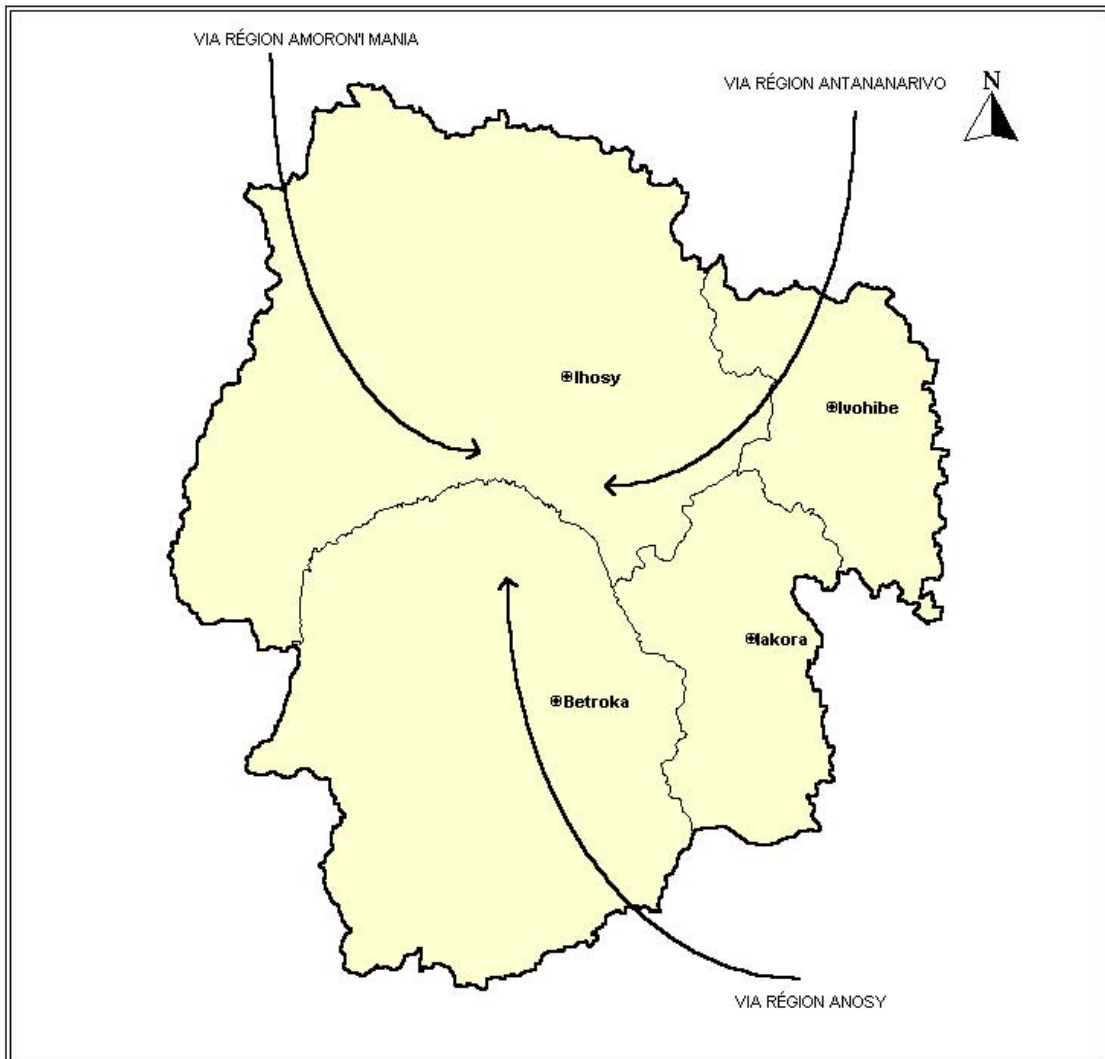 VIA RÉGION AMORON'I MANIA
VIA RÉGION ANTANANARIVO
N
Ihosy
Ivohibe
Iakora
Betroka
VIA RÉGION ANOSY